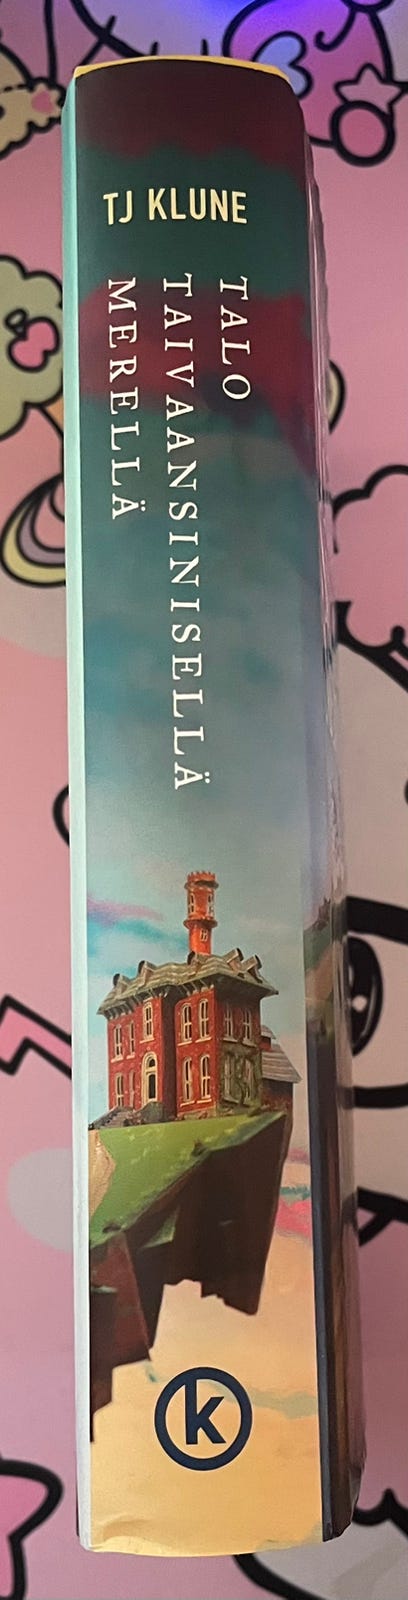 TJ KLUNE
TALO
TAIVAANSINISELLÄ
MERELLÄ
k